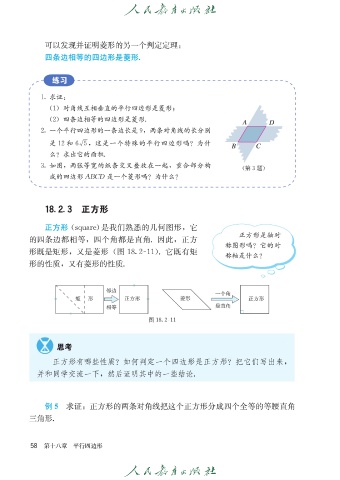 人民教育出版社
可以发现并证明菱形的另一个判定定理：
四条边相等的四边形是菱形.
练习
1. 求证：
（1）对角线互相垂直的平行四边形是菱形；
（2）四条边相等的四边形是菱形.
2. 一个平行四边形的一条边长是9，两条对角线的长分别
是12和6√5，这是一个特殊的平行四边形吗？为什
么？求出它的面积.
3. 如图，两张等宽的纸条交叉叠放在一起，重合部分构
成的四边形ABCD是一个菱形吗？为什么？
A D
B C
（第3题）
18.2.3 正方形
正方形 (square) 是我们熟悉的几何图形，它
的四条边都相等，四个角都是直角. 因此，正方
形既是矩形，又是菱形（图 18.2-11）. 它既有矩
形的性质，又有菱形的性质.
正方形是轴对
称图形吗？它的对
称轴是什么？
矩形
邻边
相等
正方形
菱形
一个角
是直角
正方形
图 18.2-11
思考
正方形有哪些性质？如何判定一个四边形是正方形？把它们写出来，
并和同学交流一下，然后证明其中的一些结论.
例5 求证：正方形的两条对角线把这个正方形分成四个全等的等腰直角
三角形.
58 第十八章 平行四边形
人民教育出版社